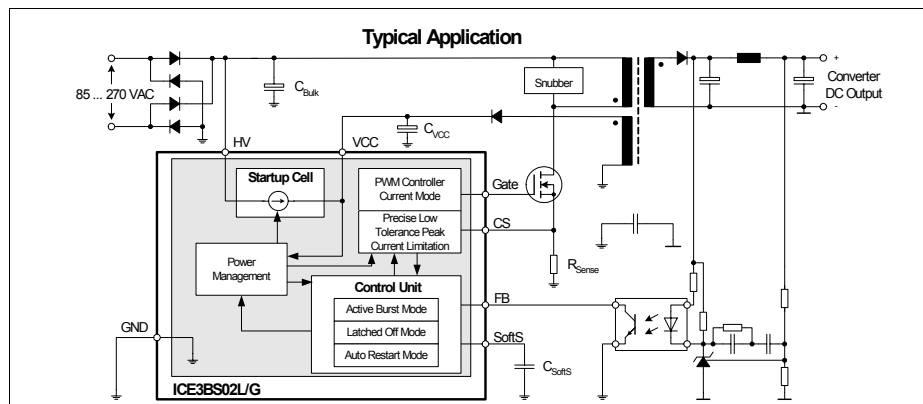 Typical Application
85 ... 270 VAC
C_Bulk
Snubber
+
Converter
DC Output
-
C_VCC
HV
VCC
Startup Cell
PWM Controller
Current Mode
Gate
Precise Low
Tolerance Peak
Current Limitation
CS
R_Sense
Power
Management
Control Unit
FB
Active Burst Mode
Latched Off Mode
Auto Restart Mode
GND
SoftS
C_SoftS
ICE3BS02L/G